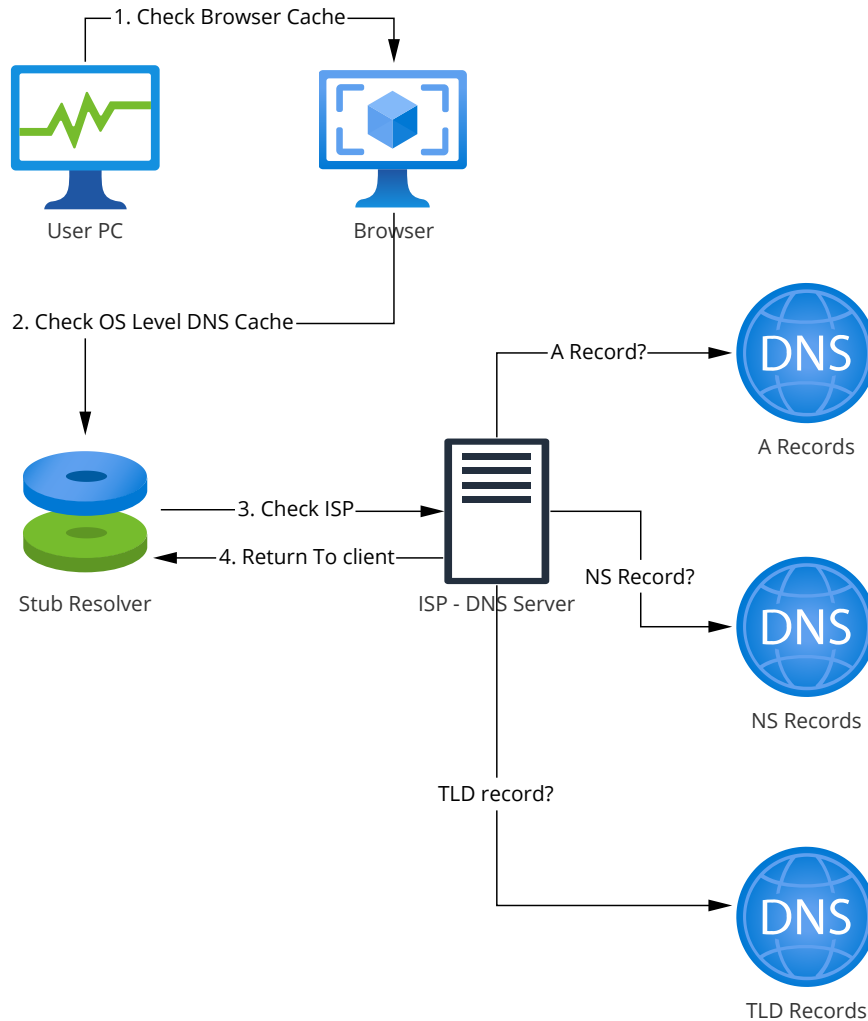 1. Check Browser Cache
User PC
Browser
2. Check OS Level DNS Cache
A Record?
DNS
A Records
3. Check ISP
4. Return To client
Stub Resolver
ISP - DNS Server
NS Record?
DNS
NS Records
TLD record?
DNS
TLD Records